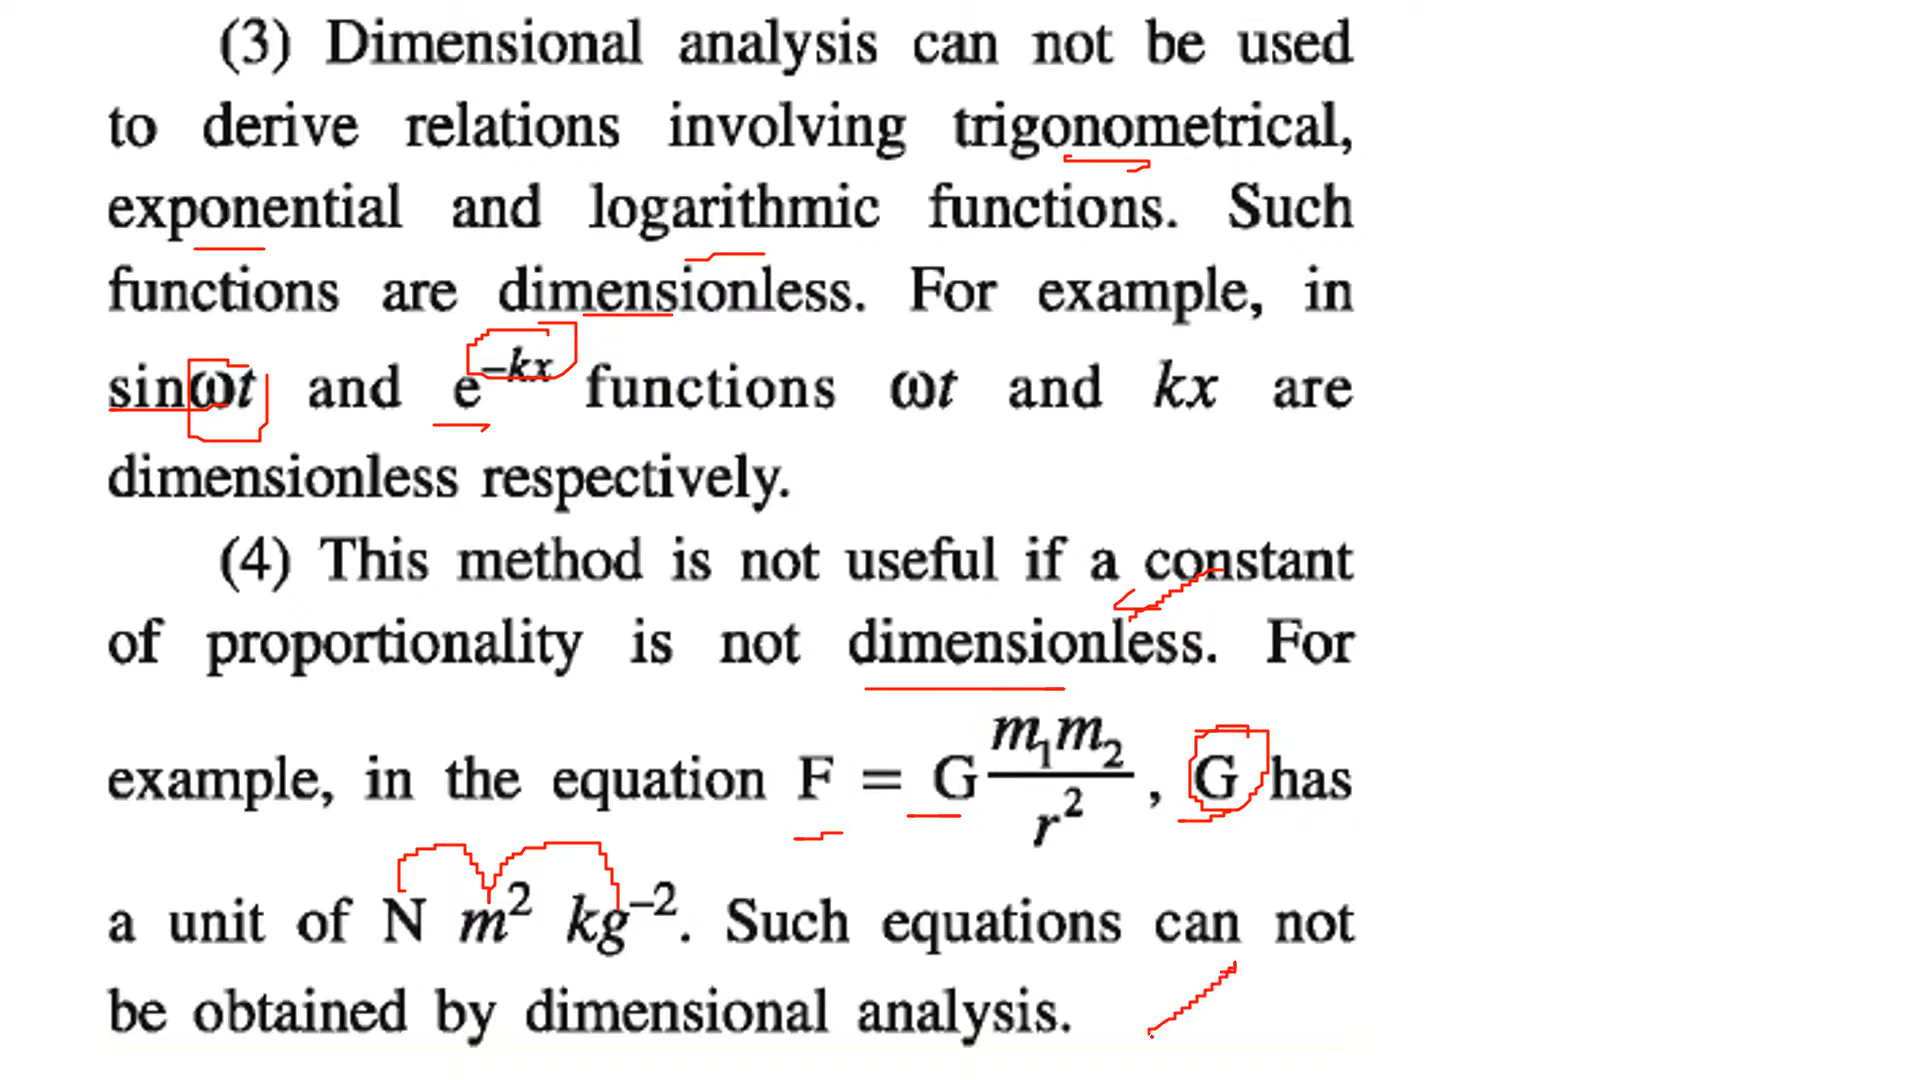 (3) Dimensional analysis can not be used
to derive relations involving trigonometrical,
exponential and logarithmic functions. Such
functions are dimensionless. For example, in
sinωt and e^{-kx} functions ωt and kx are
dimensionless respectively.
(4) This method is not useful if a constant
of proportionality is not dimensionless. For
example, in the equation F = G\frac{m_1m_2}{r^2}, G has
a unit of N m² kg⁻². Such equations can not
be obtained by dimensional analysis.